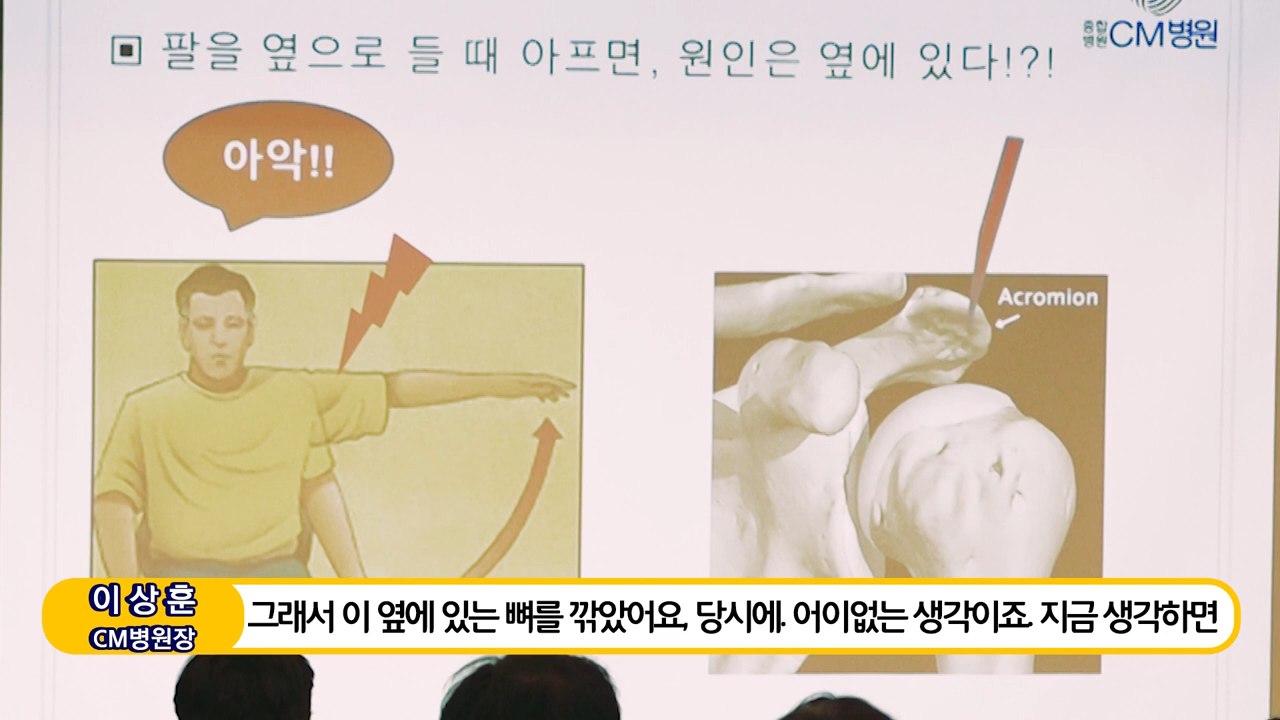 종합
병원 CM병원
▣ 팔을 옆으로 들 때 아프면, 원인은 옆에 있다!?!
아악!!
Acromion
이상훈
CM병원장
그래서 이 옆에 있는 뼈를 깎았어요, 당시에. 어이없는 생각이죠. 지금 생각하면